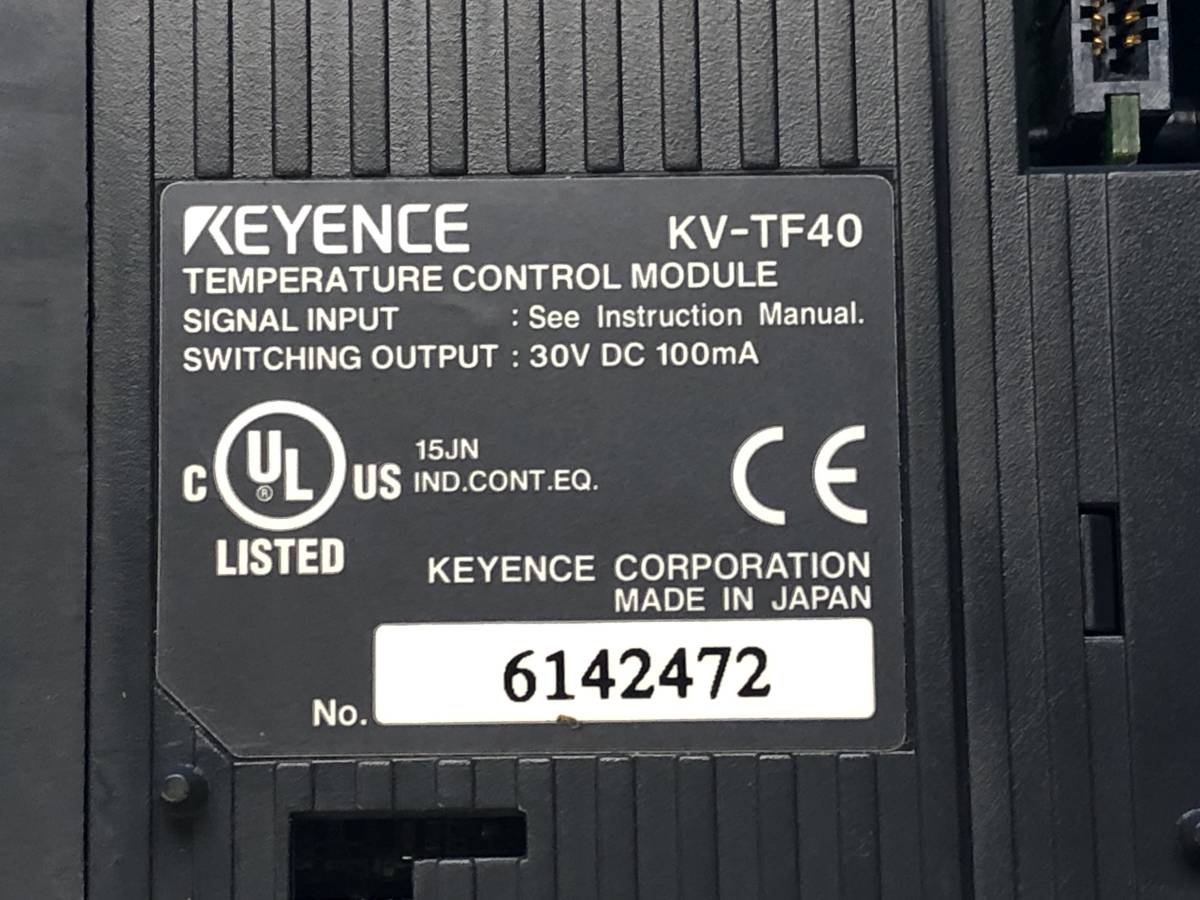 KEYENCE KV-TF40
TEMPERATURE CONTROL MODULE
SIGNAL INPUT : See Instruction Manual.
SWITCHING OUTPUT : 30V DC 100mA
C UL ® US LISTED
15JN
IND.CONT.EQ.
CE
KEYENCE CORPORATION
MADE IN JAPAN
No. 6142472